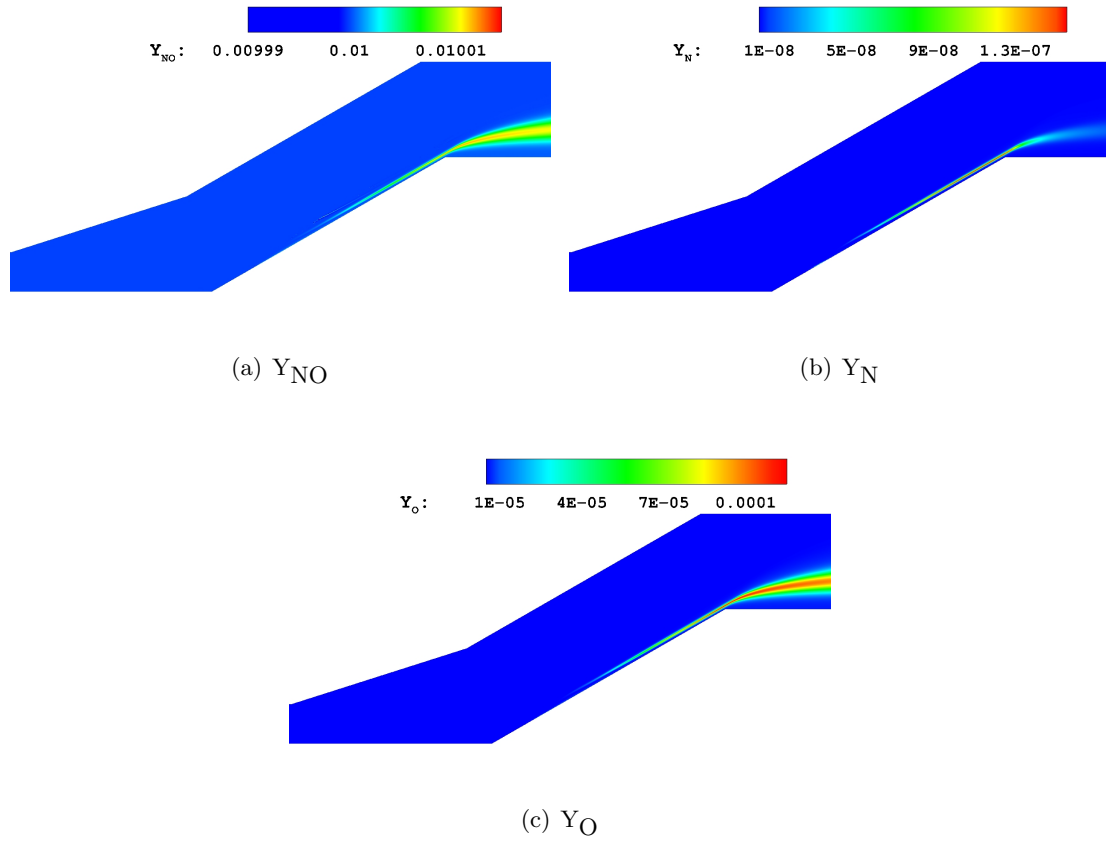 Y_NO: 0.00999 0.01 0.01001
Y_N: 1E-08 5E-08 9E-08 1.3E-07
(a) Y_NO
(b) Y_N
Y_O: 1E-05 4E-05 7E-05 0.0001
(c) Y_O